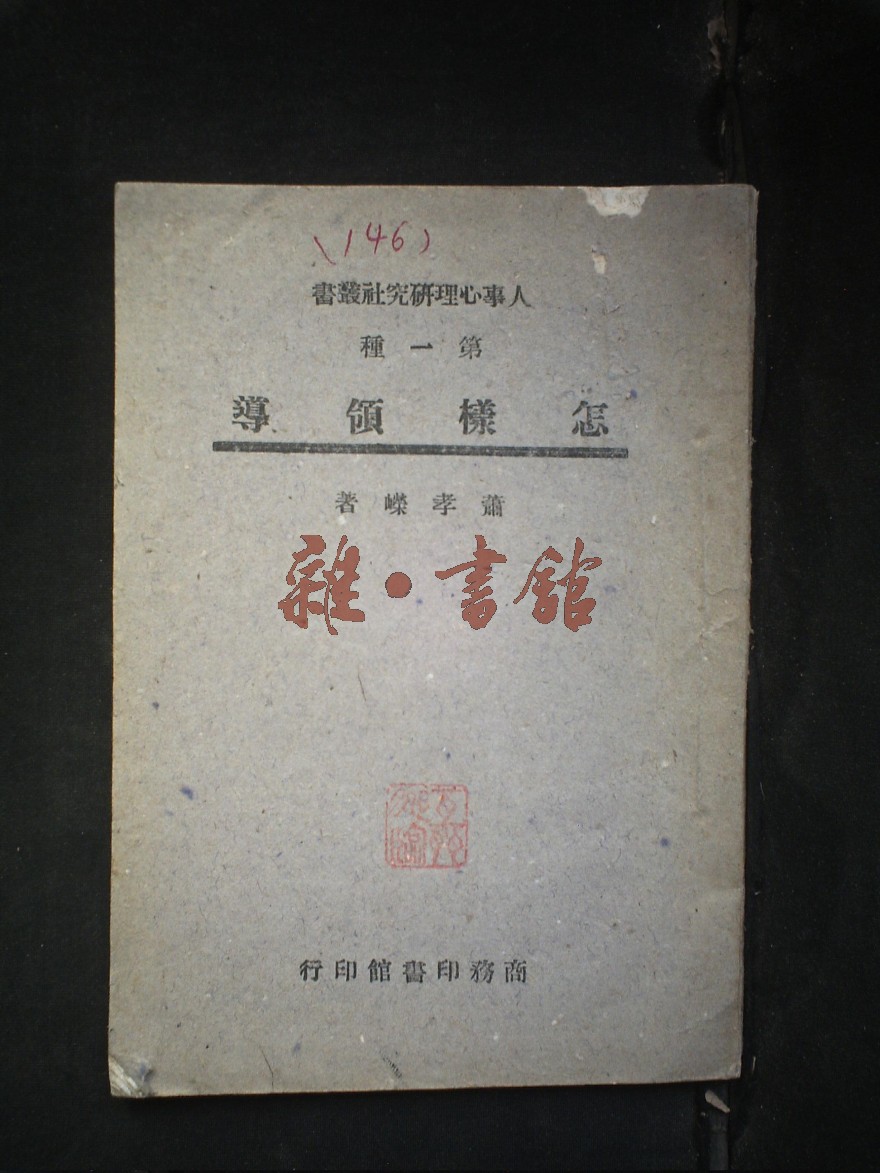 (146)
人事心理研究社叢書
第一種
怎樣領導
蕭孝嶸著
雜·書館
商務印書館印行